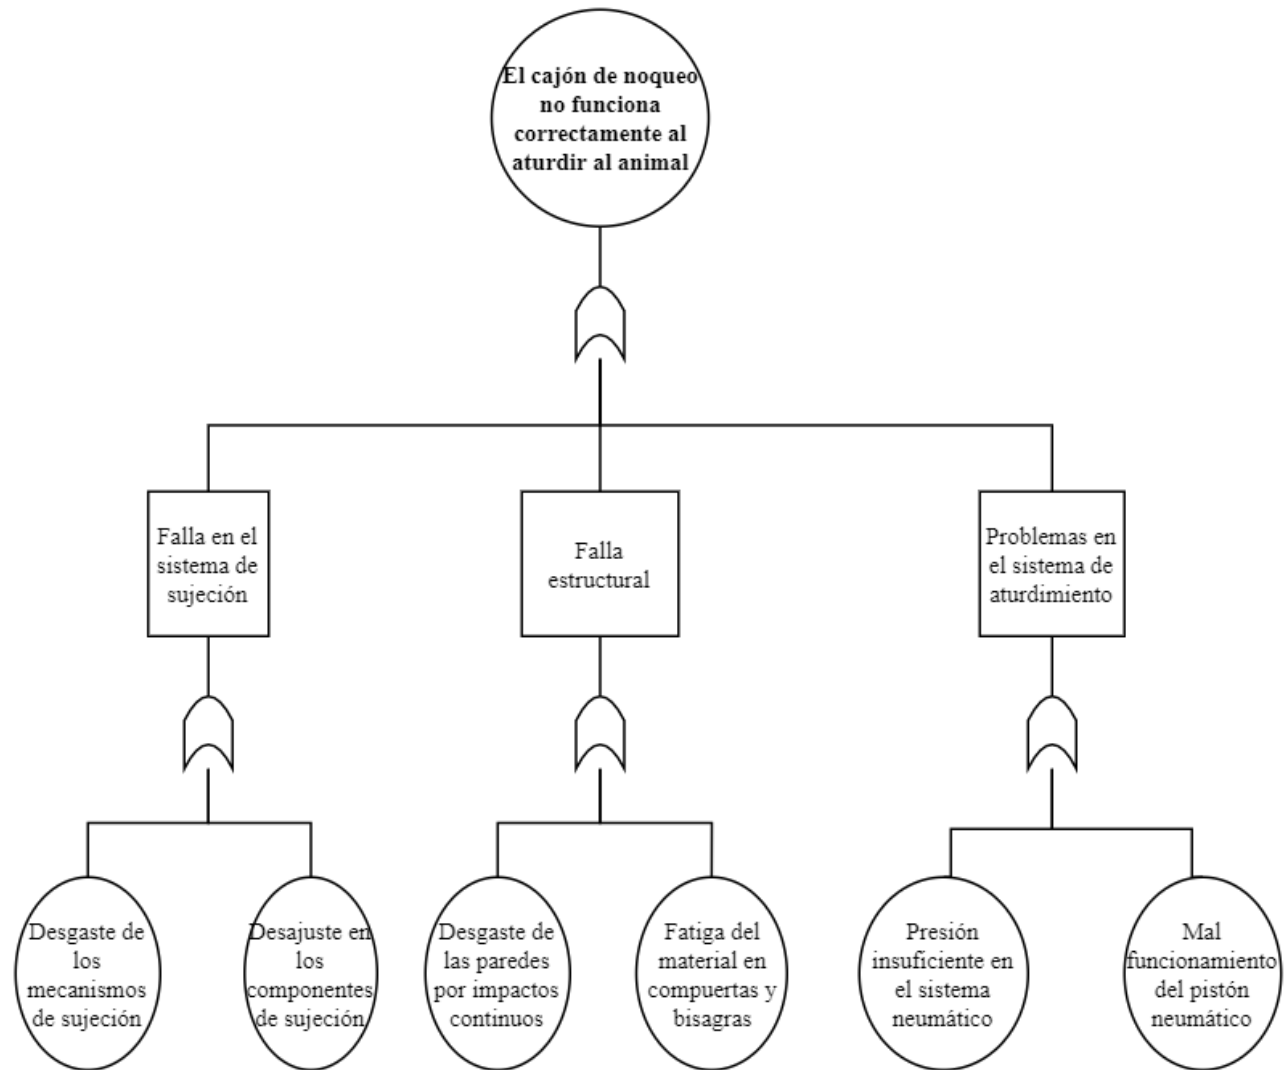 El cajón de noqueo
no funciona
correctamente al
aturdir al animal
Falla en el
sistema de
sujeción
Falla
estructural
Problemas en
el sistema de
aturdimiento
Desgaste de
los
mecanismos
de sujeción
Desajuste en
los
componentes
de sujeción
Desgaste de
las paredes
por impactos
continuos
Fatiga del
material en
compuertas y
bisagras
Presión
insuficiente en
el sistema
neumático
Mal
funcionamiento
del pistón
neumático